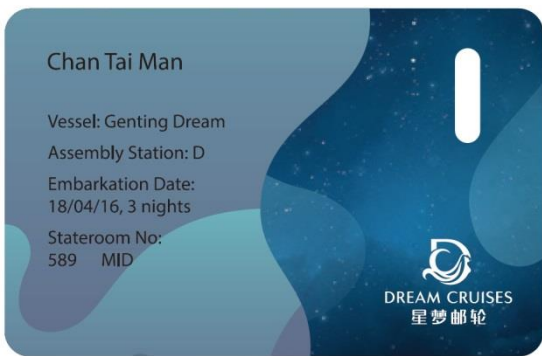 Chan Tai Man
Vessel: Genting Dream
Assembly Station: D
Embarkation Date:
18/04/16, 3 nights
Stateroom No:
589 MID
DREAM CRUISES
星梦邮轮